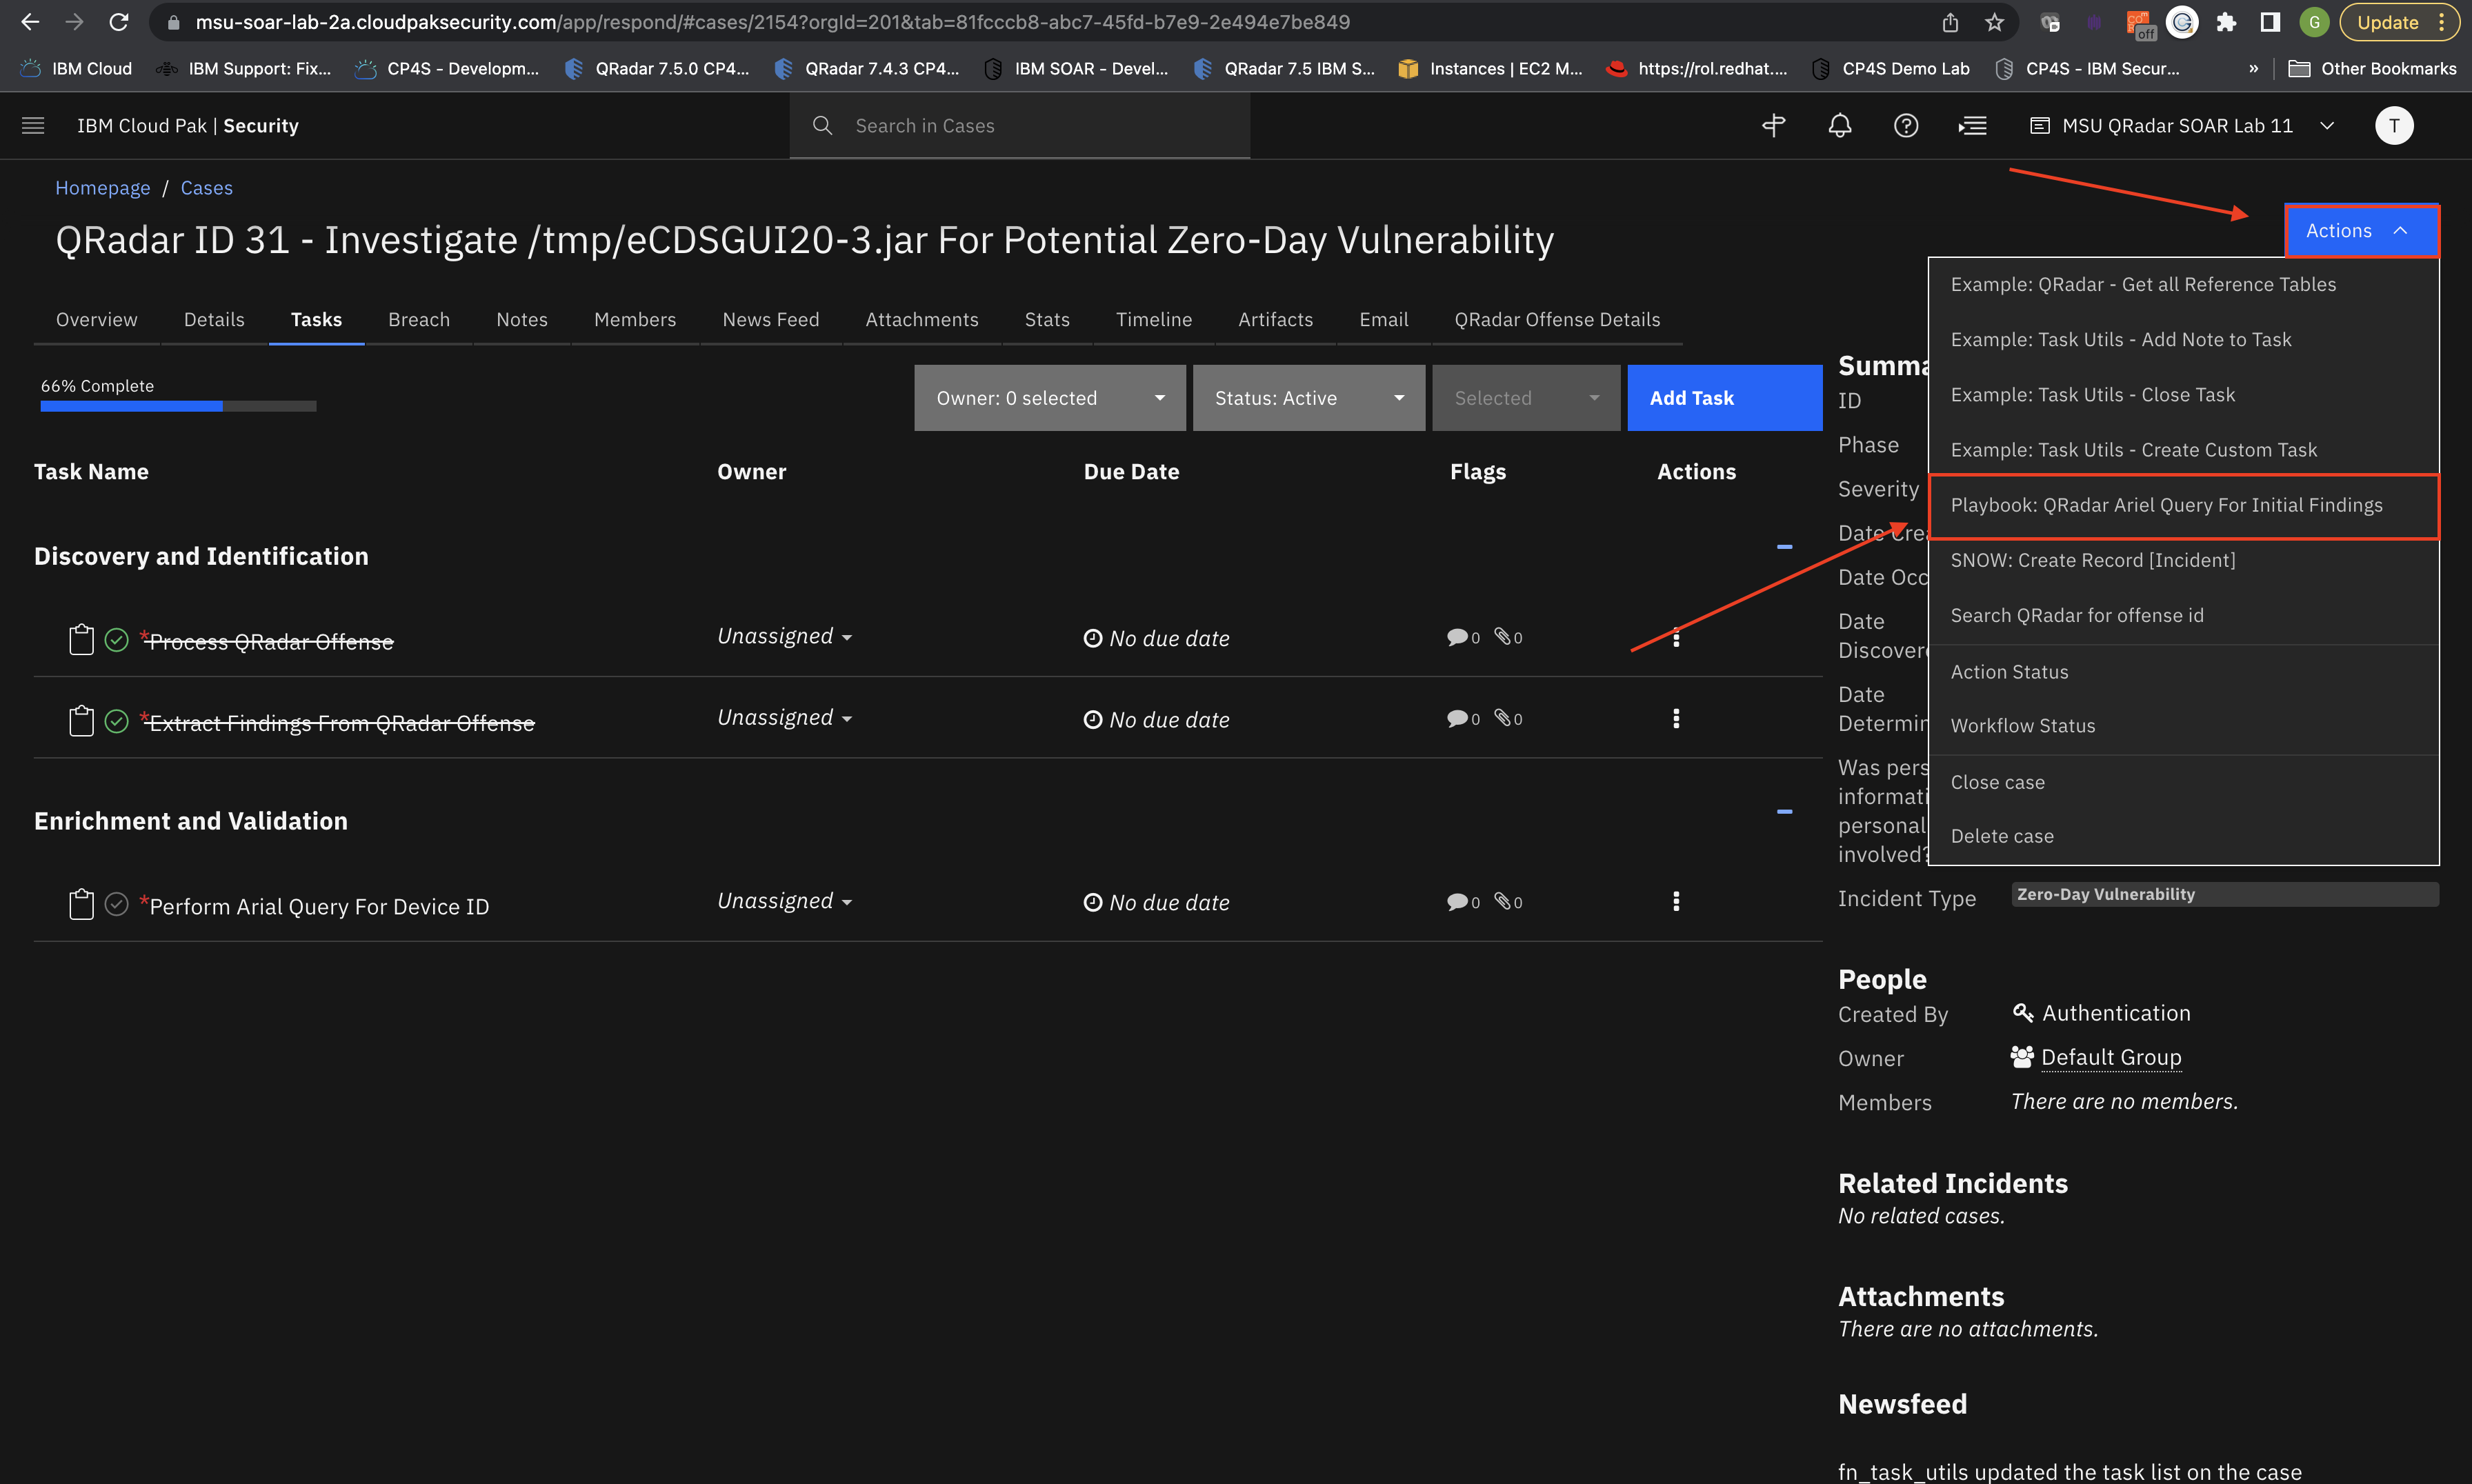 msu-soar-lab-2a.cloudpaksecurity.com/app/respond/#cases/2154?orgId=201&tab=81fcccb8-abc7-45fd-b7e9-2e494e7be849
off
G
Update
IBM Cloud
IBM Support: Fix...
CP4S - Developm...
QRadar 7.5.0 CP4...
QRadar 7.4.3 CP4...
IBM SOAR - Devel...
QRadar 7.5 IBM S...
Instances | EC2 M...
https://rol.redhat....
CP4S Demo Lab
CP4S - IBM Secur...
»
Other Bookmarks
IBM Cloud Pak | Security
Search in Cases
MSU QRadar SOAR Lab 11
T
Homepage / Cases
QRadar ID 31 - Investigate /tmp/eCDSGUI20-3.jar For Potential Zero-Day Vulnerability
Actions
Example: QRadar - Get all Reference Tables
Example: Task Utils - Add Note to Task
Example: Task Utils - Close Task
Example: Task Utils - Create Custom Task
Playbook: QRadar Ariel Query For Initial Findings
SNOW: Create Record [Incident]
Search QRadar for offense id
Action Status
Workflow Status
Close case
Delete case
Overview
Details
Tasks
Breach
Notes
Members
News Feed
Attachments
Stats
Timeline
Artifacts
Email
QRadar Offense Details
66% Complete
Owner: 0 selected
Status: Active
Selected
Add Task
Task Name
Owner
Due Date
Flags
Actions
Discovery and Identification
*Process QRadar Offense
Unassigned
No due date
0
0
*Extract Findings From QRadar Offense
Unassigned
No due date
0
0
Enrichment and Validation
*Perform Arial Query For Device ID
Unassigned
No due date
0
0
Summa
ID
Phase
Severity
Date Crea
Date Occ
Date
Discovere
Date
Determin
Was pers
informati
personal
involved?
Incident Type
Zero-Day Vulnerability
People
Created By
Authentication
Owner
Default Group
Members
There are no members.
Related Incidents
No related cases.
Attachments
There are no attachments.
Newsfeed
fn_task_utils updated the task list on the case